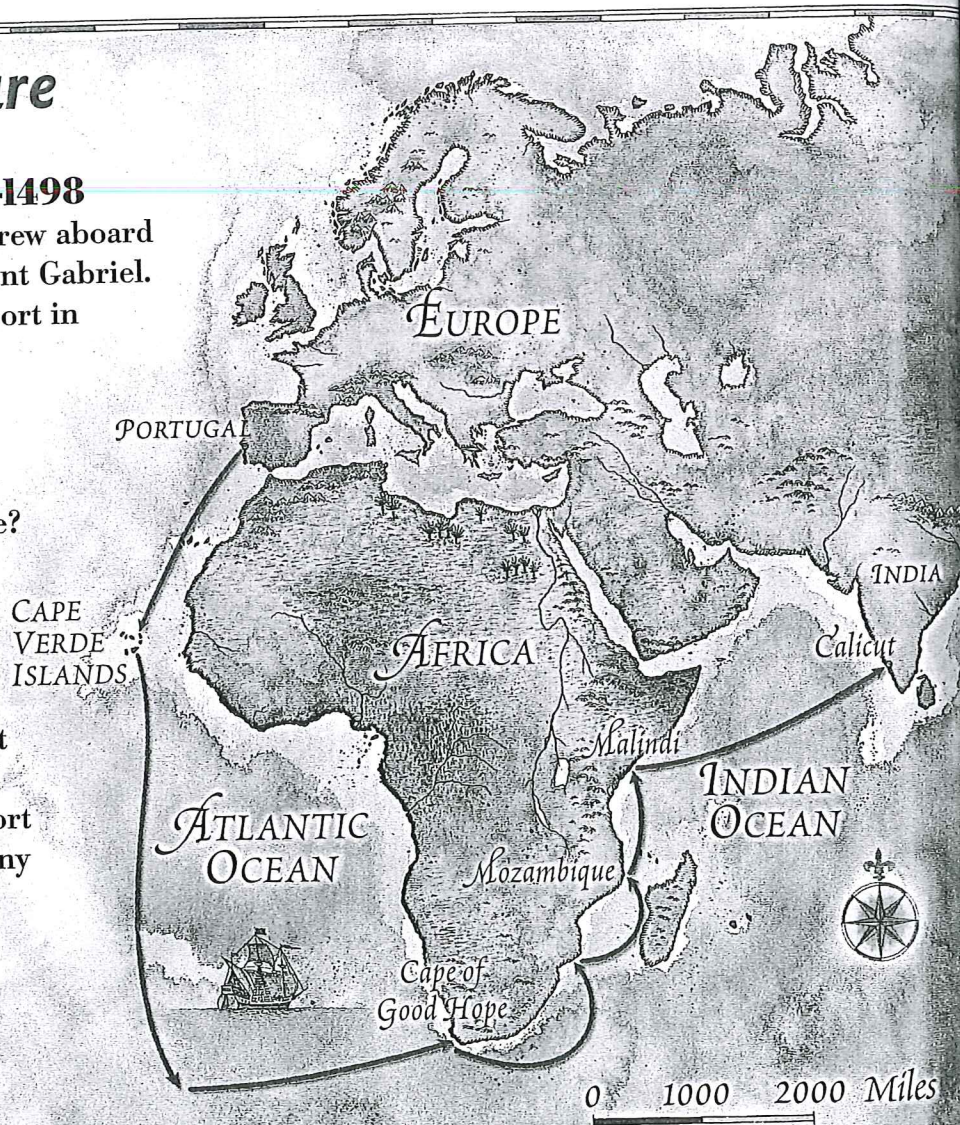 re
1498
rew aboard
nt Gabriel.
ort in
e?
t
ort
ny
EUROPE
PORTUGAL
CAPE
VERDE
ISLANDS
AFRICA
INDIA
Calicut
Malindi
INDIAN
OCEAN
ATLANTIC
OCEAN
Mozambique
Cape of
Good Hope
0 1000 2000 Miles